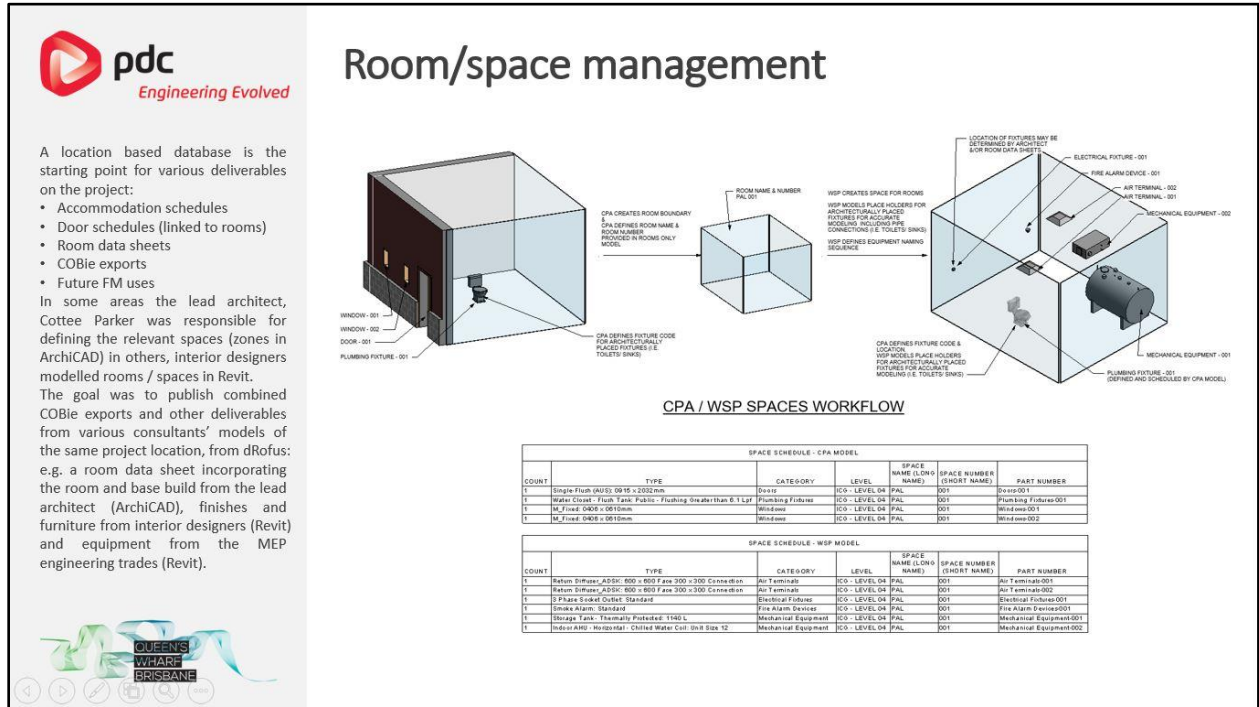 pdc
Engineering Evolved
Room/space management
A location based database is the
starting point for various deliverables
on the project:
• Accommodation schedules
• Door schedules (linked to rooms)
• Room data sheets
• COBie exports
• Future FM uses
In some areas the lead architect,
Cottee Parker was responsible for
defining the relevant spaces (zones in
ArchiCAD) in others, interior designers
modelled rooms / spaces in Revit.
The goal was to publish combined
COBie exports and other deliverables
from various consultants' models of
the same project location, from dRofus:
e.g. a room data sheet incorporating
the room and base build from the lead
architect (ArchiCAD), finishes and
furniture from interior designers (Revit)
and equipment from the MEP
engineering trades (Revit).
QUEEN'S
WHARF
BRISBANE
WINDOW - 001
WINDOW - 002
DOOR - 001
PLUMBING FIXTURE - 001
CPA CREATES ROOM BOUNDARY
&
CPA DEFINES ROOM NAME &
ROOM NUMBER
PROVIDED IN ROOMS ONLY
MODEL
CPA DEFINES FIXTURE CODE
FOR ARCHITECTURALLY
PLACED FIXTURES (I.E.
TOILETS/ SINKS)
ROOM NAME & NUMBER
PAL 001
WSP CREATES SPACE FOR ROOMS
WSP MODELS PLACE HOLDERS FOR
ARCHITECTURALLY PLACED
FIXTURES FOR ACCURATE
MODELING INCLUDING PIPE
CONNECTIONS (I.E. TOILETS/ SINKS)
WSP DEFINES EQUIPMENT NAMING
SEQUENCE
LOCATION OF FIXTURES MAY BE
DETERMINED BY ARCHITECT
&/OR ROOM DATA SHEETS
ELECTRICAL FIXTURE - 001
FIRE ALARM DEVICE - 001
AIR TERMINAL - 002
AIR TERMINAL - 001
MECHANICAL EQUIPMENT - 002
CPA DEFINES FIXTURE CODE &
LOCATION
WSP MODELS PLACE HOLDERS
FOR ARCHITECTURALLY PLACED
FIXTURES FOR ACCURATE
MODELING (I.E. TOILETS/ SINKS)
MECHANICAL EQUIPMENT - 001
PLUMBING FIXTURE - 001
(DEFINED AND SCHEDULED BY CPA MODEL)
CPA / WSP SPACES WORKFLOW
SPACE SCHEDULE - CPA MODEL
COUNT TYPE CATEGORY LEVEL SPACE NAME (LONG NAME) SPACE NUMBER (SHORT NAME) PART NUMBER
1 Single-Flush (AUS): 0915 x 2032mm Doors ICG - LEVEL 04 PAL 001 Doors-001
1 Water Closet - Flush Tank: Public - Flushing Greater than 6.1 Lpf Plumbing Fixtures ICG - LEVEL 04 PAL 001 Plumbing Fixtures-001
1 M_Fixed: 0406 x 0610mm Windows ICG - LEVEL 04 PAL 001 Windows-001
1 M_Fixed: 0406 x 0610mm Windows ICG - LEVEL 04 PAL 001 Windows-002
SPACE SCHEDULE - WSP MODEL
COUNT TYPE CATEGORY LEVEL SPACE NAME (LONG NAME) SPACE NUMBER (SHORT NAME) PART NUMBER
1 Return Diffuser_ADSK: 600 x 600 Face 300 x 300 Connection Air Terminals ICG - LEVEL 04 PAL 001 Air Terminals-001
1 Return Diffuser_ADSK: 600 x 600 Face 300 x 300 Connection Air Terminals ICG - LEVEL 04 PAL 001 Air Terminals-002
1 3 Phase Socket Outlet: Standard Electrical Fixtures ICG - LEVEL 04 PAL 001 Electrical Fixtures-001
1 Smoke Alarm: Standard Fire Alarm Devices ICG - LEVEL 04 PAL 001 Fire Alarm Devices-001
1 Storage Tank - Thermally Protected: 1140 L Mechanical Equipment ICG - LEVEL 04 PAL 001 Mechanical Equipment-001
1 Indoor AHU - Horizontal - Chilled Water Coil: Unit Size 12 Mechanical Equipment ICG - LEVEL 04 PAL 001 Mechanical Equipment-002